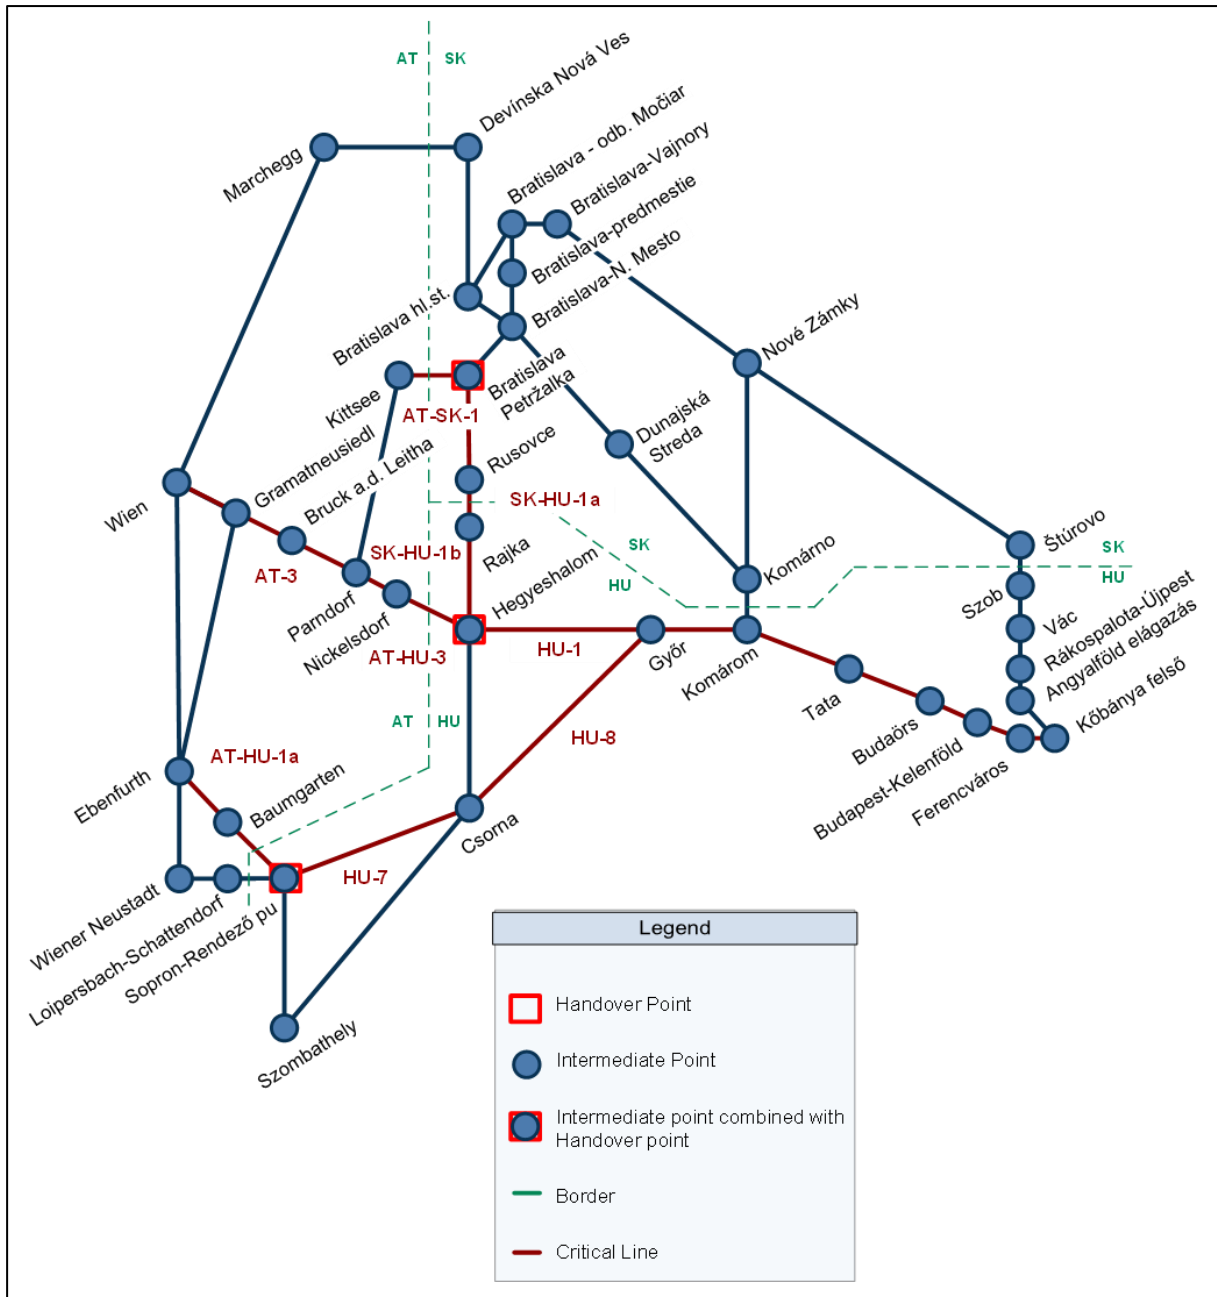 AT
SK
Devínska Nová Ves
Marchegg
Bratislava - odb. Močiar
Bratislava-Vajnory
Bratislava-predmestie
Bratislava-N. Mesto
Bratislava hl.st.
Nové Zámky
Kittsee
Bratislava
Petržalka
AT-SK-1
Dunajská
Streda
Gramatneusiedl
Bruck a.d. Leitha
Rusovce
Wien
SK-HU-1a
Štúrovo
SK
HU
SK
HU
SK-HU-1b
Rajka
AT-3
Komárno
Szob
Hegyeshalom
Parndorf
Nickelsdorf
Vác
Rákospalota-Újpest
AT-HU-3
HU-1
Győr
Komárom
Angyalföld elágazás
Tata
Kőbánya felső
AT
HU
HU-8
Budaörs
AT-HU-1a
Budapest-Kelenföld
Ferencváros
Ebenfurth
Baumgarten
Csorna
HU-7
Wiener Neustadt
Loipersbach-Schattendorf
Sopron-Rendező pu
Szombathely
Legend
Handover Point
Intermediate Point
Intermediate point combined with
Handover point
Border
Critical Line